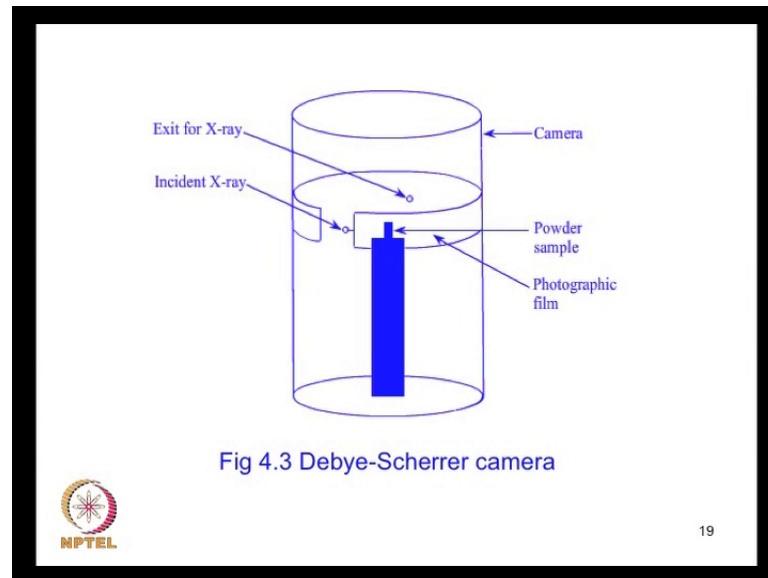 Exit for X-ray
Camera
Incident X-ray
Powder
sample
Photographic
film
Fig 4.3 Debye-Scherrer camera
NPTEL
19